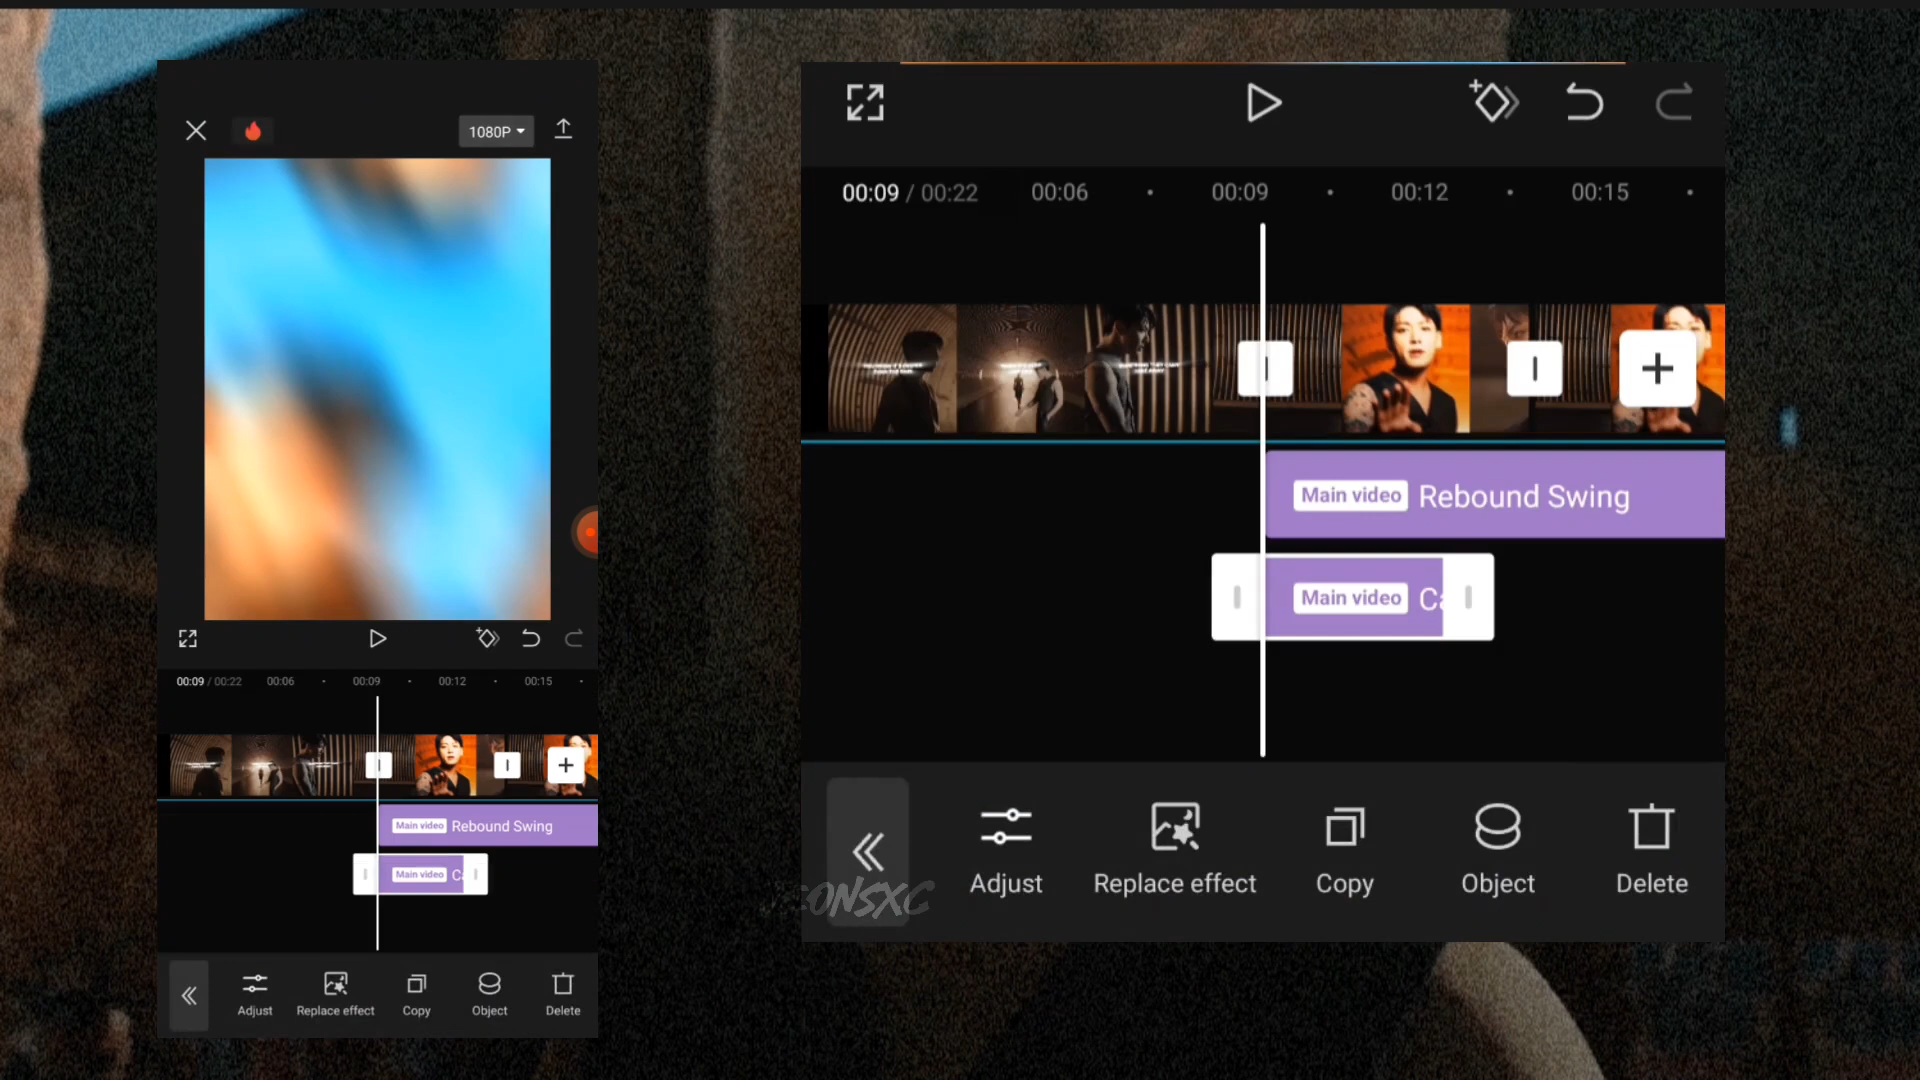 1080P
00:09 / 00:22 00:06 00:09 00:12 00:15
Main video Rebound Swing
Main video
Adjust Replace effect Copy Object Delete
00:09 / 00:22 00:06 00:09 00:12 00:15
Main video Rebound Swing
Main video Ca
Adjust Replace effect Copy Object Delete